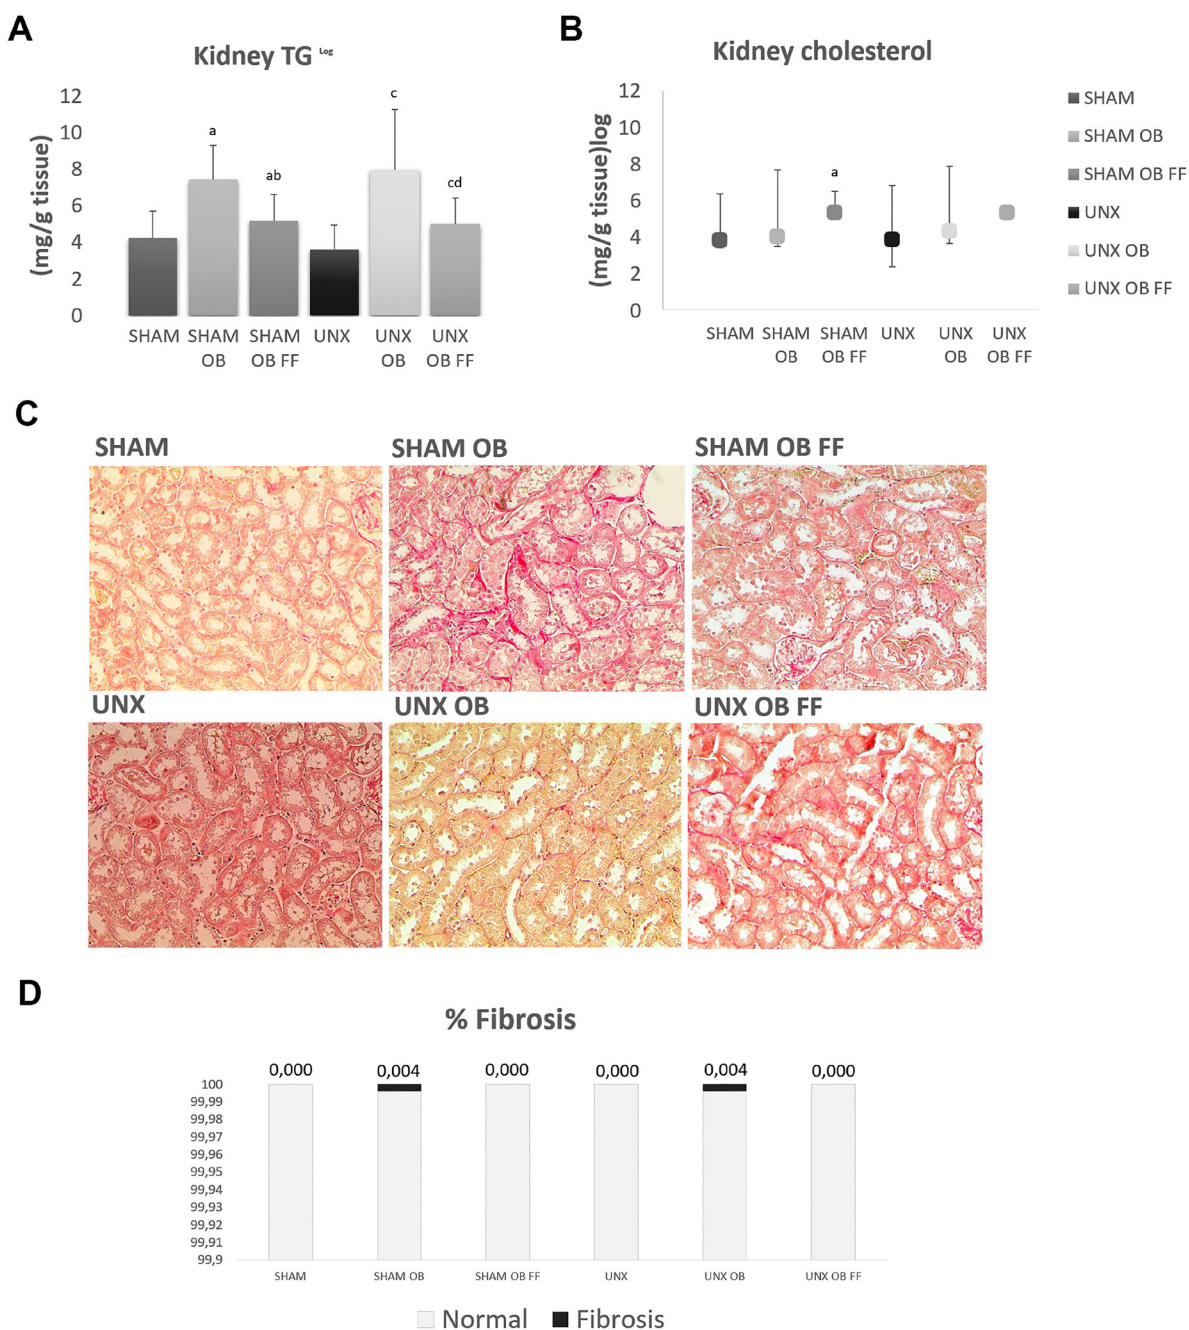 A
Kidney TG Log
(mg/g tissue)
12
10
8
6
4
2
0
a
ab
c
cd
SHAM
SHAM OB
SHAM OB FF
UNX
UNX OB
UNX OB FF
B
Kidney cholesterol
(mg/g tissue)log
12
10
8
6
4
2
0
a
SHAM
SHAM OB
SHAM OB FF
UNX
UNX OB
UNX OB FF
SHAM
SHAM OB
SHAM OB FF
UNX
UNX OB
UNX OB FF
C
SHAM
SHAM OB
SHAM OB FF
UNX
UNX OB
UNX OB FF
D
% Fibrosis
0,000
0,004
0,000
0,000
0,004
0,000
100
99,99
99,98
99,97
99,96
99,95
99,94
99,93
99,92
99,91
99,9
SHAM
SHAM OB
SHAM OB FF
UNX
UNX OB
UNX OB FF
Normal
Fibrosis